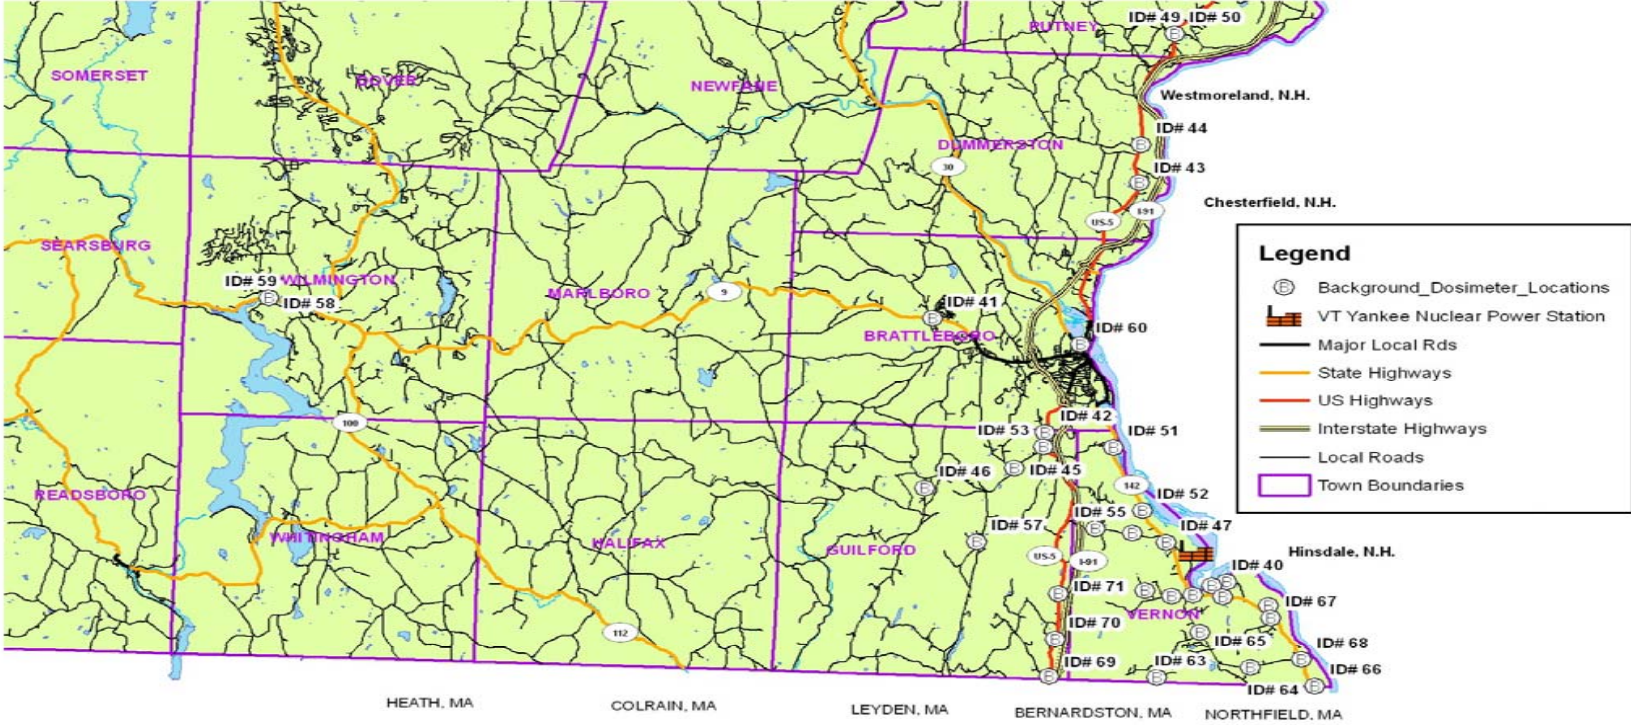 ID# 49 ID# 50
PUTNEY
SOMERSET
DOVER
NEWFANE
Westmoreland, N.H.
ID# 44
DUMMERSTON
30
ID# 43
Chesterfield, N.H.
I-91
US-5
SEARSBURG
ID# 59
WILMINGTON
ID# 58
MARLBORO
9
ID# 41
BRATTLEBORO
ID# 60
Legend
Background_Dosimeter_Locations
VT Yankee Nuclear Power Station
Major Local Rds
State Highways
US Highways
Interstate Highways
Local Roads
Town Boundaries
100
ID# 42
ID# 53
ID# 51
ID# 46
ID# 45
142
READSBORO
ID# 52
ID# 55
ID# 57
ID# 47
WHITINGHAM
HALIFAX
GUILFORD
US-5
I-91
Hinsdale, N.H.
ID# 40
ID# 71
ID# 67
VERNON
112
ID# 70
ID# 65
ID# 68
ID# 69
ID# 63
ID# 66
ID# 64
HEATH, MA
COLRAIN, MA
LEYDEN, MA
BERNARDSTON, MA
NORTHFIELD, MA